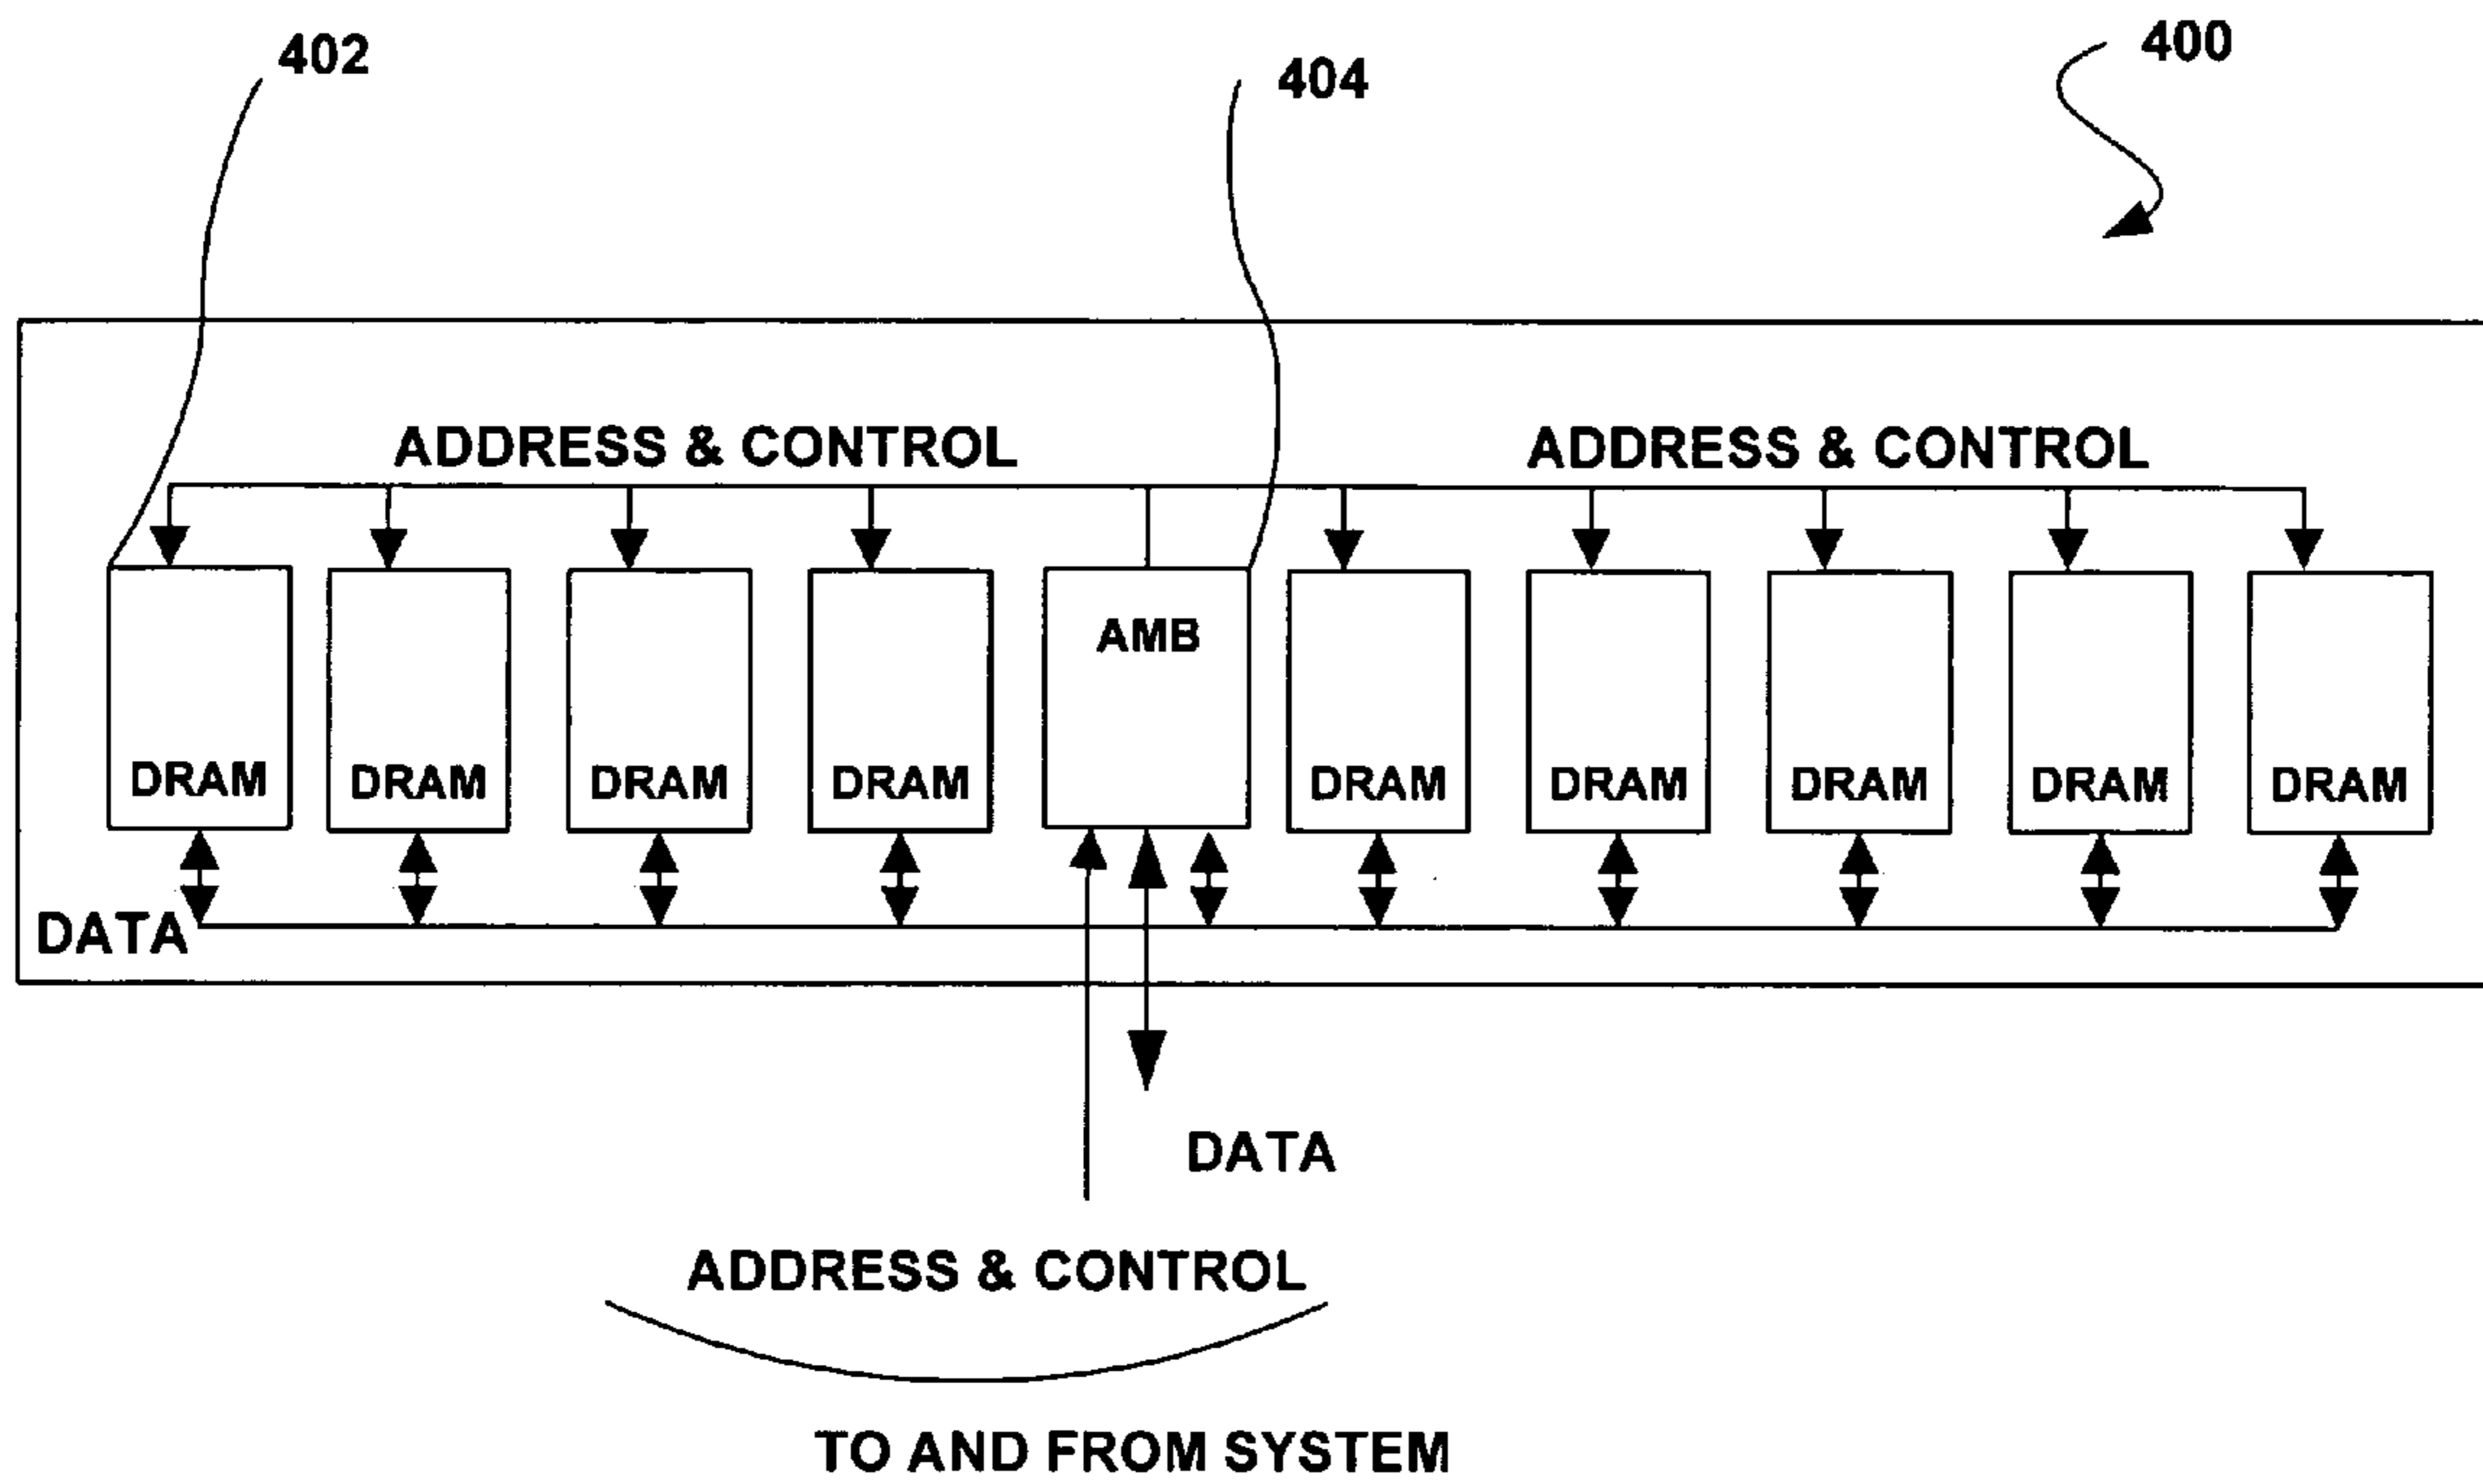 402
404
400
ADDRESS & CONTROL
ADDRESS & CONTROL
AMB
DRAM DRAM DRAM DRAM DRAM DRAM DRAM DRAM DRAM
DATA
DATA
ADDRESS & CONTROL
TO AND FROM SYSTEM